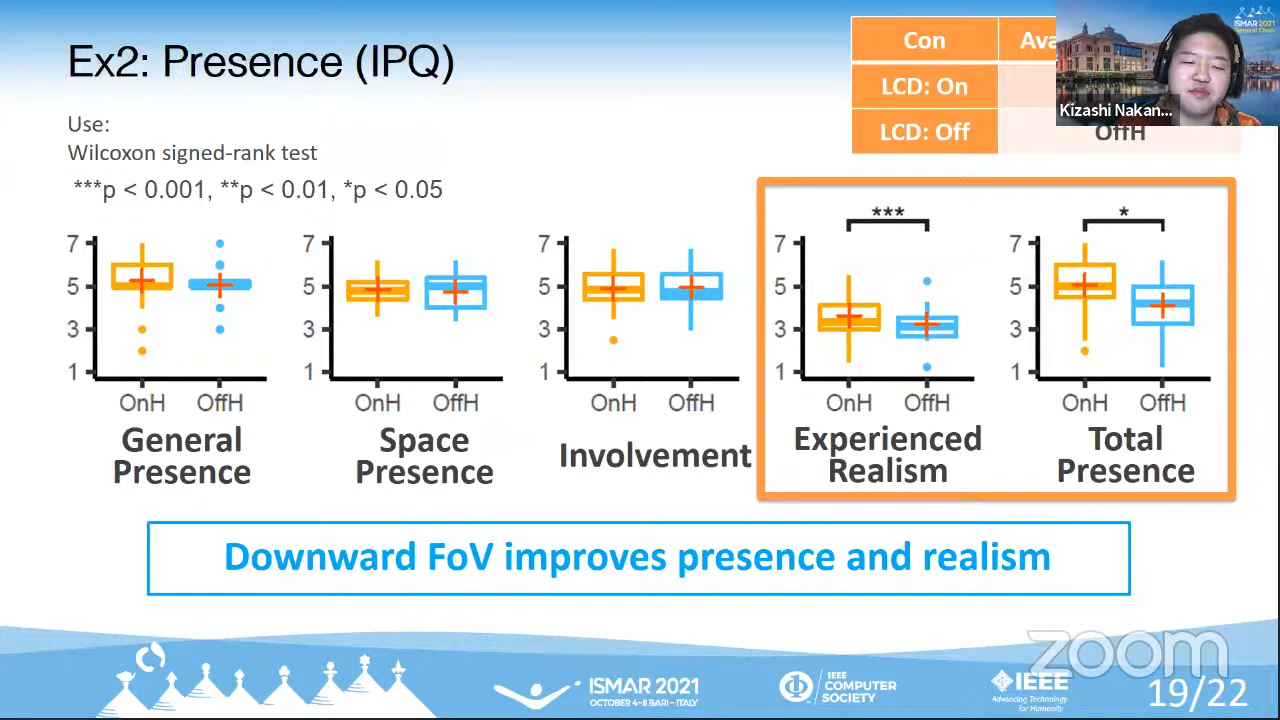 Ex2: Presence (IPQ)
Use:
Wilcoxon signed-rank test
***p < 0.001, **p < 0.01, *p < 0.05
Con
LCD: On
LCD: Off
OffH
ISMAR 2021
General Chair
Kizashi Nakan...
7
5
3
1
OnH OffH
General
Presence
7
5
3
1
OnH OffH
Space
Presence
7
5
3
1
OnH OffH
Involvement
***
7
5
3
1
OnH OffH
Experienced
Realism
*
7
5
3
1
OnH OffH
Total
Presence
Downward FoV improves presence and realism
ISMAR 2021
OCTOBER 4-8 BARI - ITALY
IEEE
COMPUTER
SOCIETY
IEEE
Advancing Technology
for Humanity
zoom
19/22